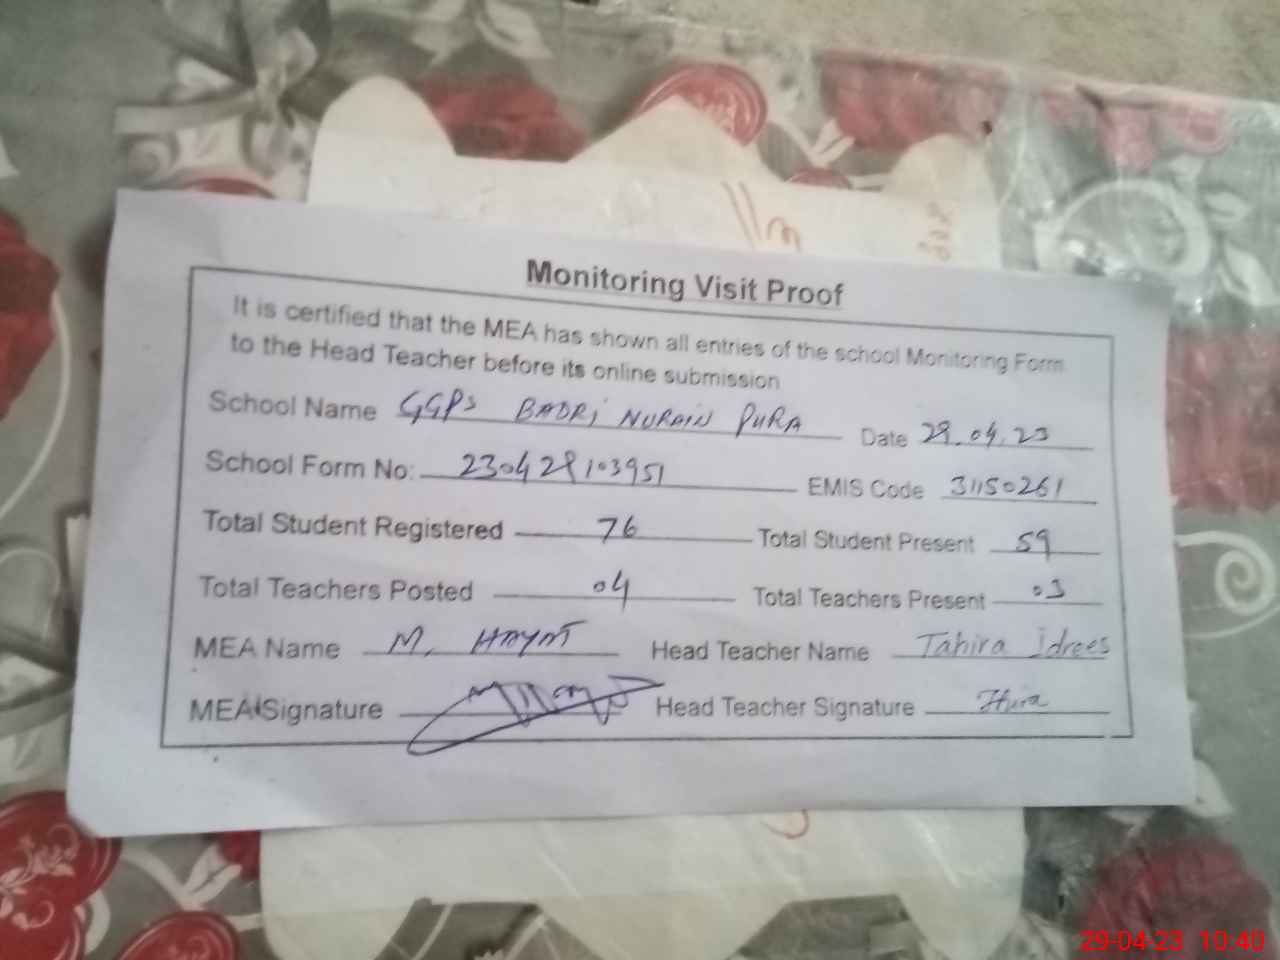 Monitoring Visit Proof
It is certified that the MEA has shown all entries of the school Monitoring Form
to the Head Teacher before its online submission
School Name GGPS BADRI NURAIN PURA Date 29.04.23
School Form No: 230429103951 EMIS Code 31150261
Total Student Registered 76 Total Student Present 59
Total Teachers Posted 04 Total Teachers Present 03
MEA Name M. HAYAT Head Teacher Name Tahira Idrees
MEA Signature Head Teacher Signature
29-04-23 10:40